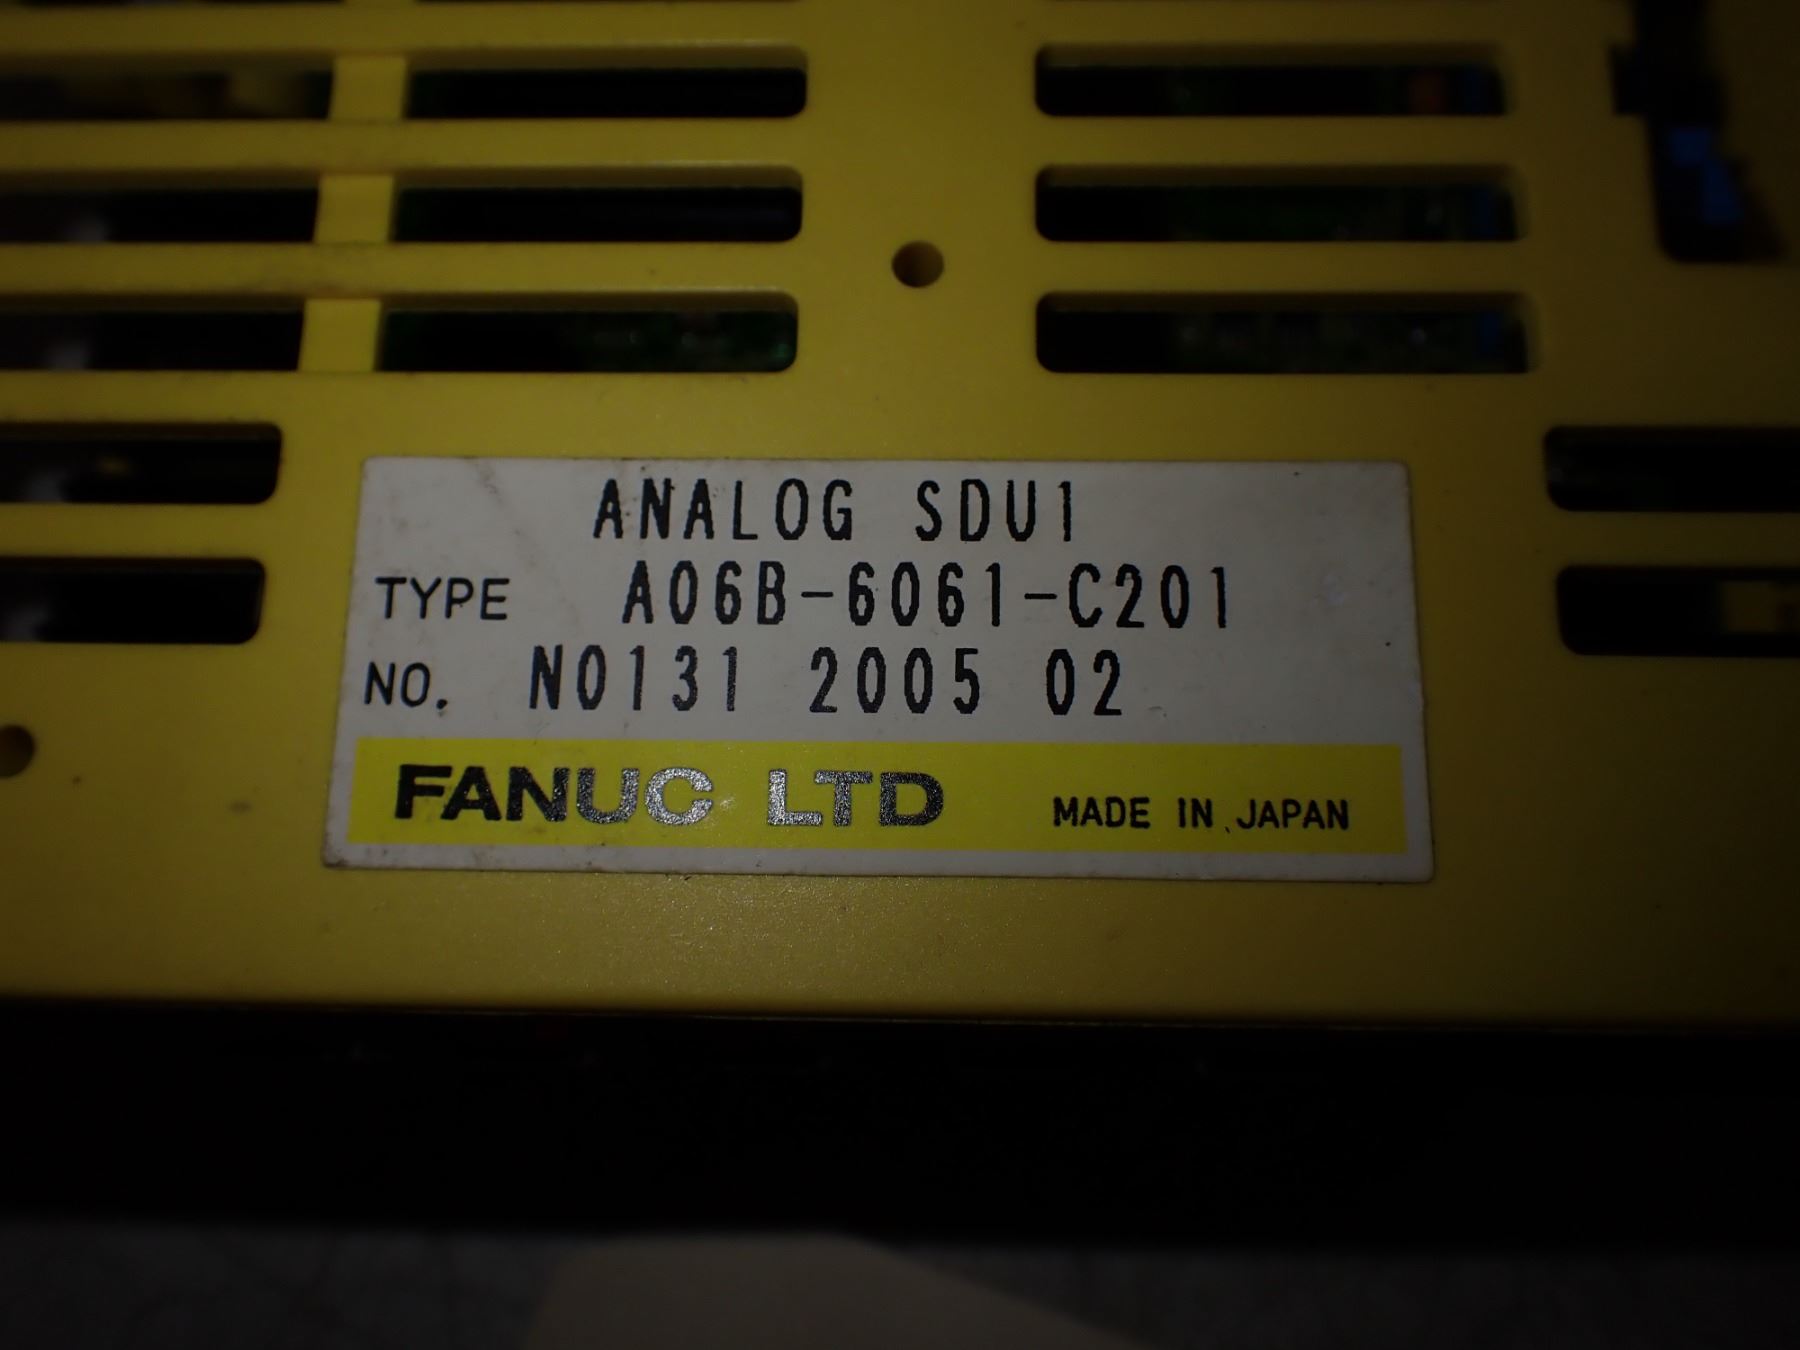 ANALOG SDU1
TYPE A06B-6061-C201
NO. N0131 2005 02
FANUC LTD MADE IN JAPAN